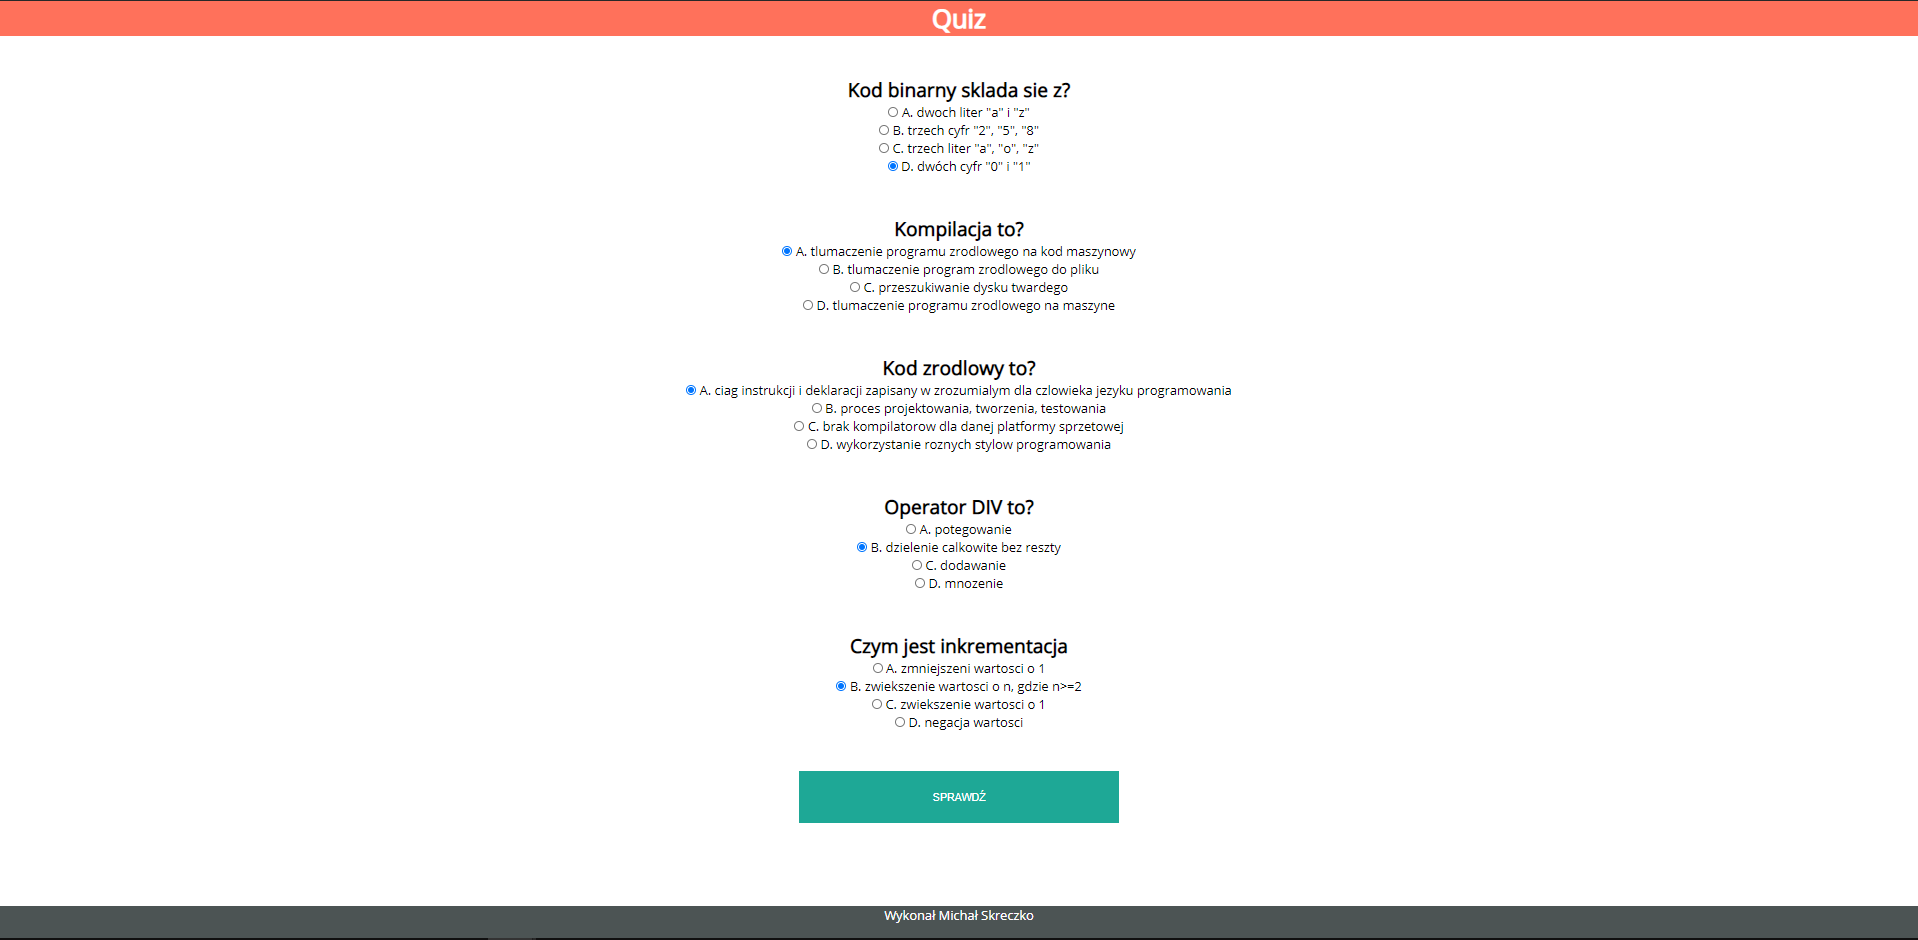 Quiz
Kod binarny sklada sie z?
A. dwoch liter "a" i "z"
B. trzech cyfr "2", "5", "8"
C. trzech liter "a", "o", "z"
D. dwóch cyfr "0" i "1"
Kompilacja to?
A. tlumaczenie programu zrodlowego na kod maszynowy
B. tlumaczenie program zrodlowego do pliku
C. przeszukiwanie dysku twardego
D. tlumaczenie programu zrodlowego na maszyne
Kod zrodlowy to?
A. ciag instrukcji i deklaracji zapisany w zrozumialym dla czlowieka jezyku programowania
B. proces projektowania, tworzenia, testowania
C. brak kompilatorow dla danej platformy sprzetowej
D. wykorzystanie roznych stylow programowania
Operator DIV to?
A. potegowanie
B. dzielenie calkowite bez reszty
C. dodawanie
D. mnozenie
Czym jest inkrementacja
A. zmniejszeni wartosci o 1
B. zwiekszenie wartosci o n, gdzie n>=2
C. zwiekszenie wartosci o 1
D. negacja wartosci
SPRAWDŹ
Wykonał Michał Skreczko